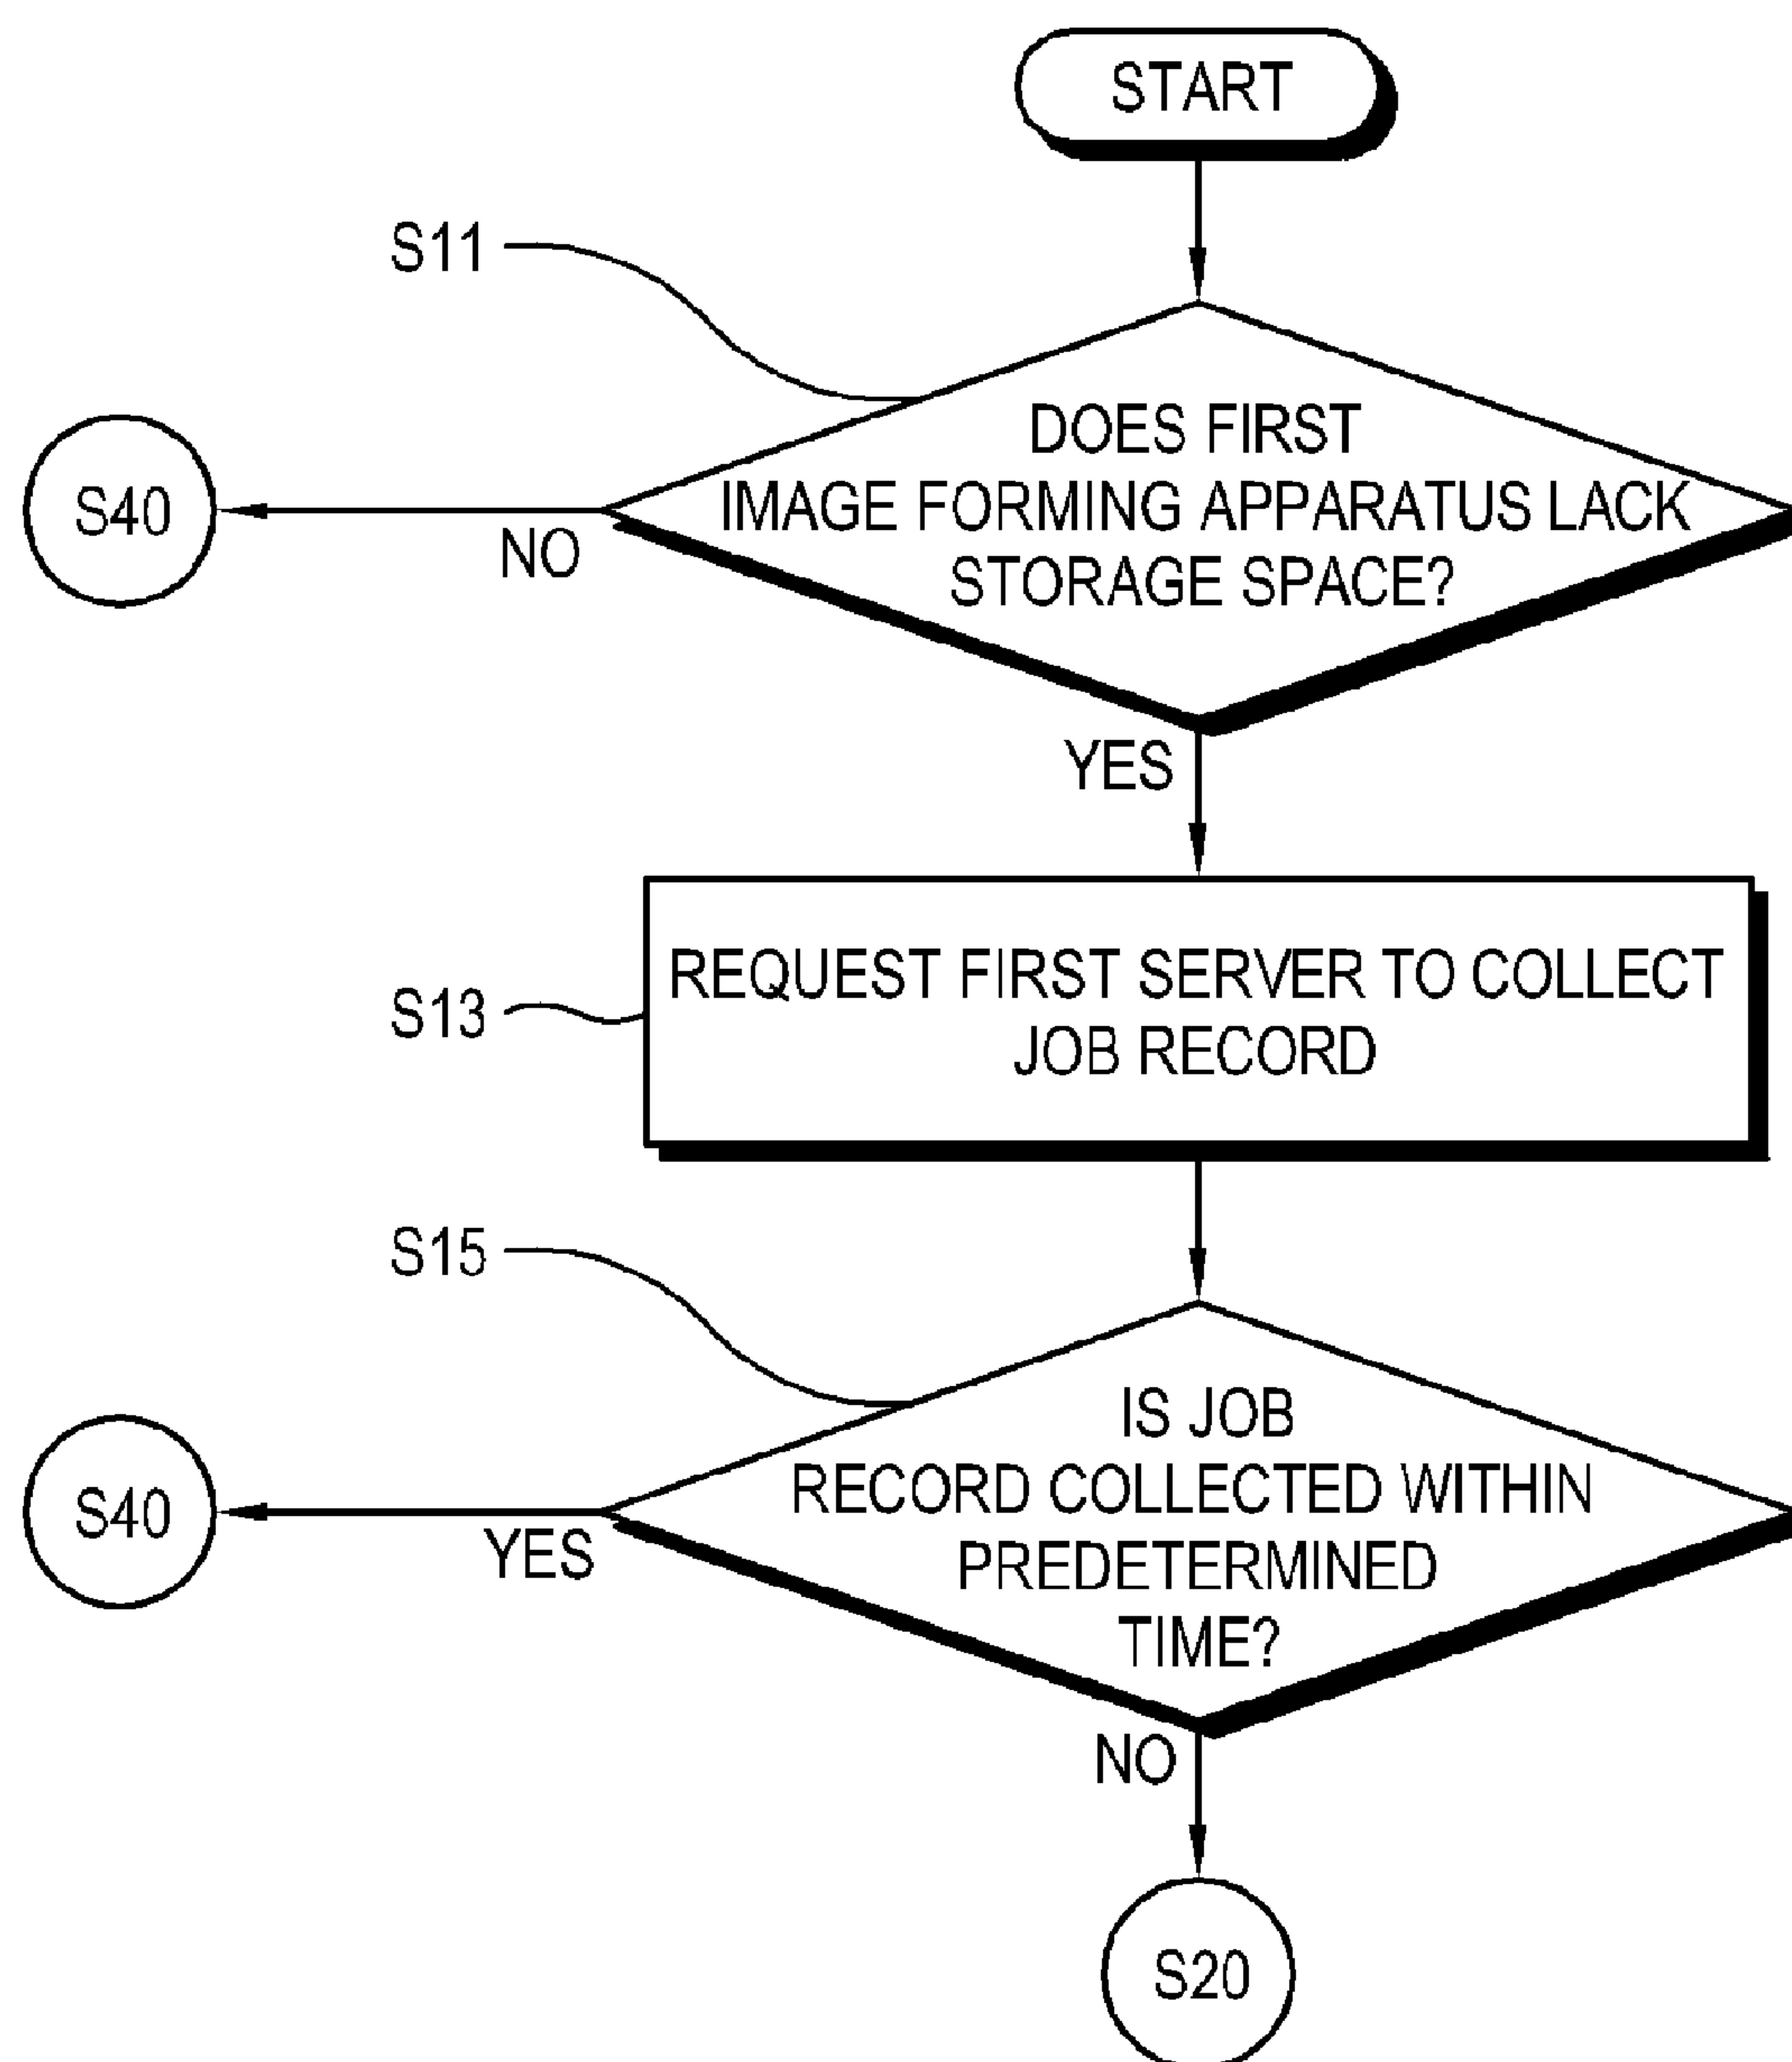 START
S11
DOES FIRST
IMAGE FORMING APPARATUS LACK
STORAGE SPACE?
S40
NO
YES
S13
REQUEST FIRST SERVER TO COLLECT
JOB RECORD
S15
IS JOB
RECORD COLLECTED WITHIN
PREDETERMINED
TIME?
S40
YES
NO
S20